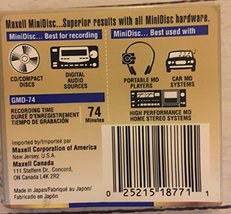 Maxell MiniDisc...Superior results with all MiniDisc hardware.
MiniDisc... Best for recording
MiniDisc... Best used with
CD/COMPACT
DISCS
DIGITAL
AUDIO
SOURCES
PORTABLE MD
PLAYERS
CAR MD
SYSTEMS
HIGH PERFORMANCE MD
HOME STEREO SYSTEMS
GMD-74
RECORDING TIME
DURÉE D'ENREGISTREMENT
TIEMPO DE GRABACIÓN
74
Minutes
Imported by/Importé par
Maxell Corporation of America
New Jersey, U.S.A.
Maxell Canada
111 Staffern Dr., Concord,
ON Canada L4K 2R2
Made in Japan/Fabriqué au Japon/
Fabricado en Japón
0 25215 18771 1